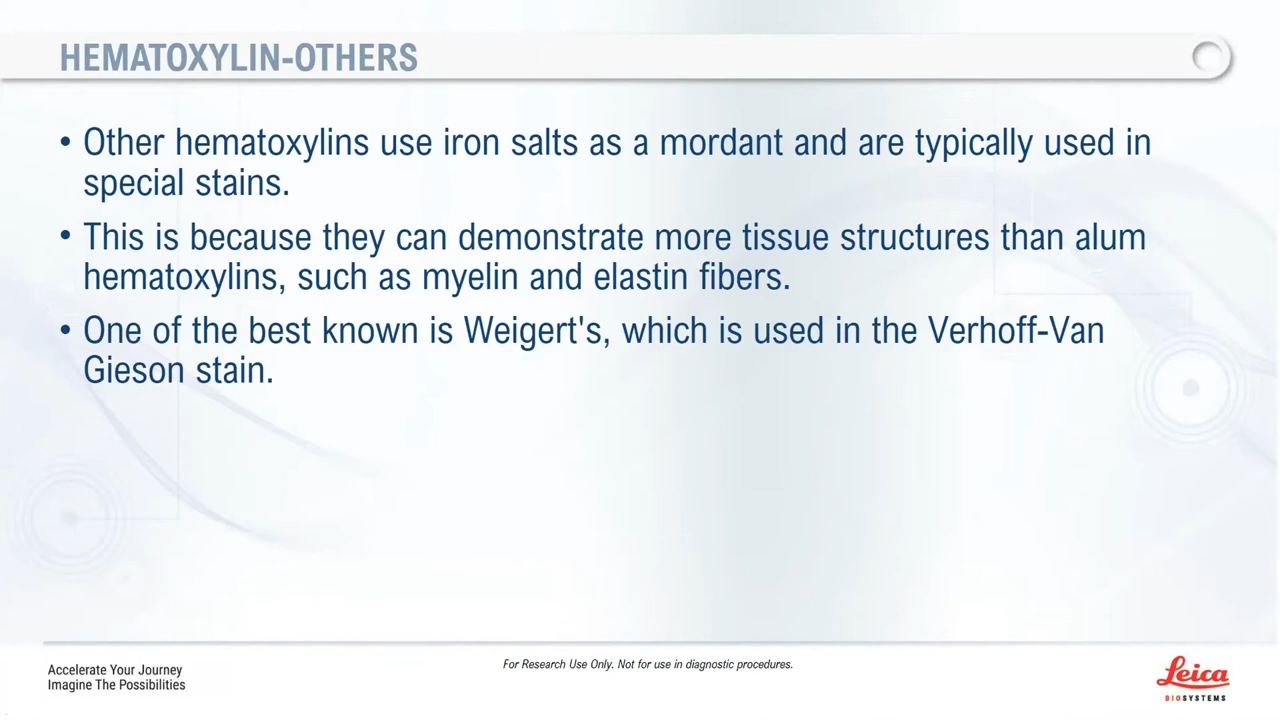 HEMATOXYLIN-OTHERS
• Other hematoxylins use iron salts as a mordant and are typically used in
special stains.
• This is because they can demonstrate more tissue structures than alum
hematoxylins, such as myelin and elastin fibers.
• One of the best known is Weigert's, which is used in the Verhoff-Van
Gieson stain.
Accelerate Your Journey
Imagine The Possibilities
For Research Use Only. Not for use in diagnostic procedures.
Leica
BIOSYSTEMS